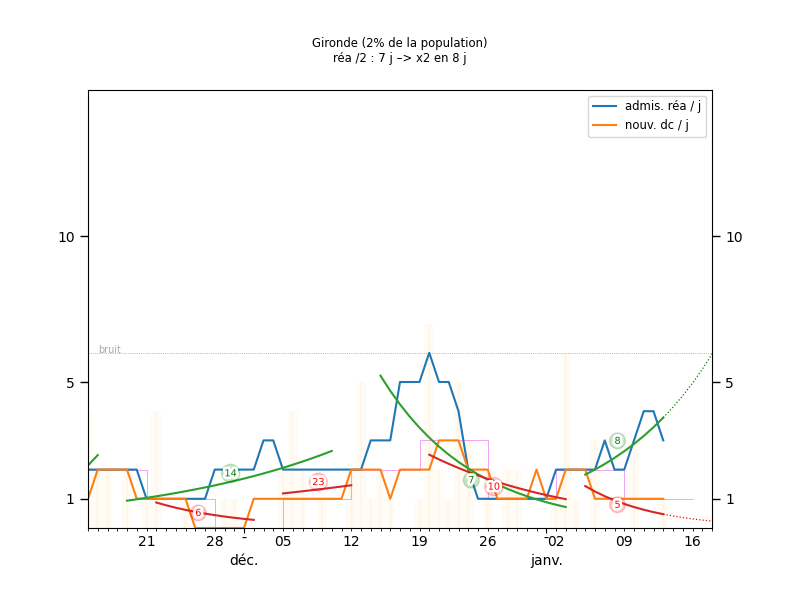 Gironde (2% de la population)
réa /2 : 7 j –> x2 en 8 j
admis. réa / j
nouv. dc / j
10 10
bruit
5 5
8
14
7
23
10
1 1
6
5
21 28 - 05 12 19 26 - 02 09 16
déc. janv.